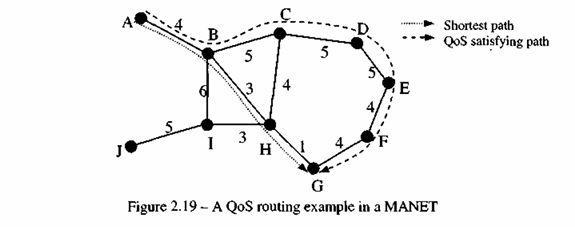 A
4
B
C
D
Shortest path
QoS satisfying path
5
5
5
E
6
3
4
4
J
5
I
3
H
1
4
F
G
Figure 2.19 – A QoS routing example in a MANET